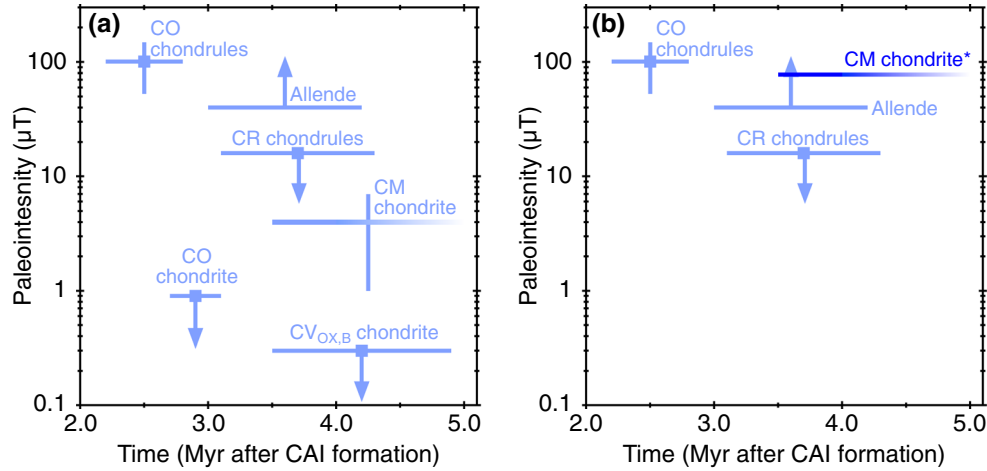 (a)
CO
chondrules
Allende
CR chondrules
CM
chondrite
CO
chondrite
CV_OX,B chondrite
100
10
1
0.1
2.0 3.0 4.0 5.0
Paleointesnity (μT)
Time (Myr after CAI formation)
(b)
CO
chondrules
CM chondrite*
Allende
CR chondrules
100
10
1
0.1
2.0 3.0 4.0 5.0
Paleointesnity (μT)
Time (Myr after CAI formation)